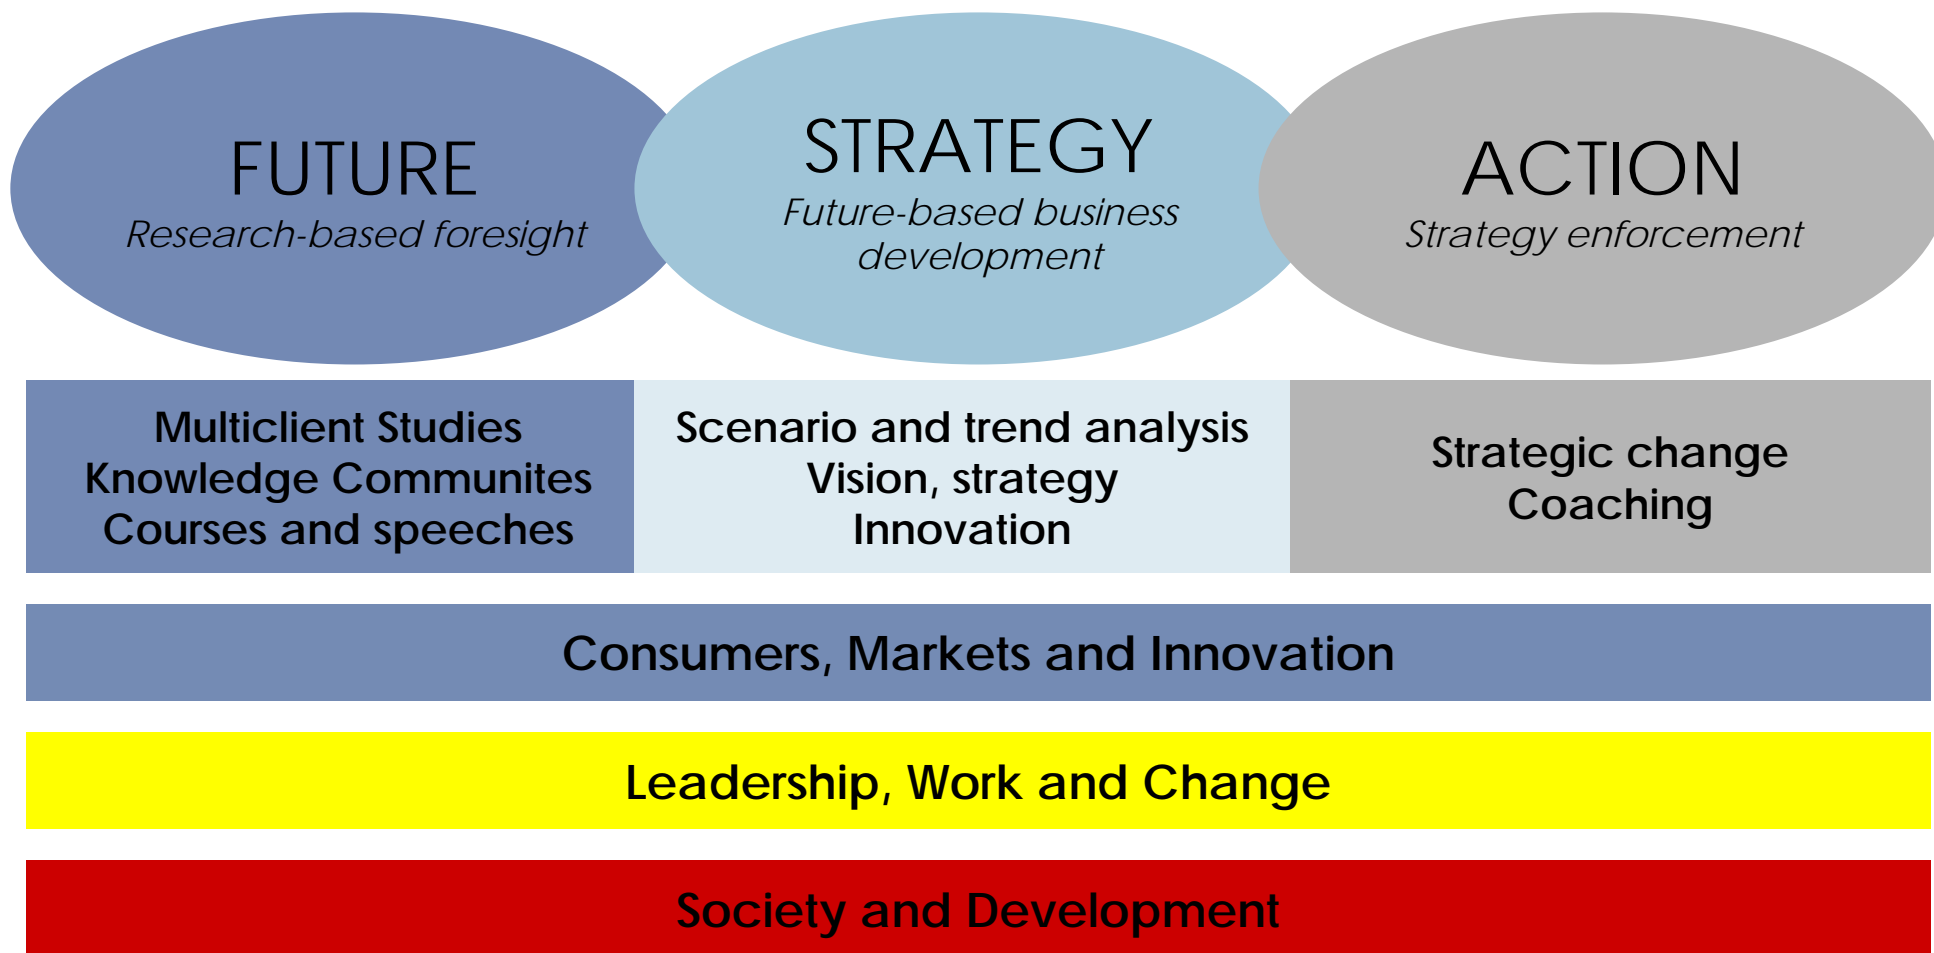 FUTURE
Research-based foresight
STRATEGY
Future-based business
development
ACTION
Strategy enforcement
Multiclient Studies
Knowledge Communites
Courses and speeches
Scenario and trend analysis
Vision, strategy
Innovation
Strategic change
Coaching
Consumers, Markets and Innovation
Leadership, Work and Change
Society and Development